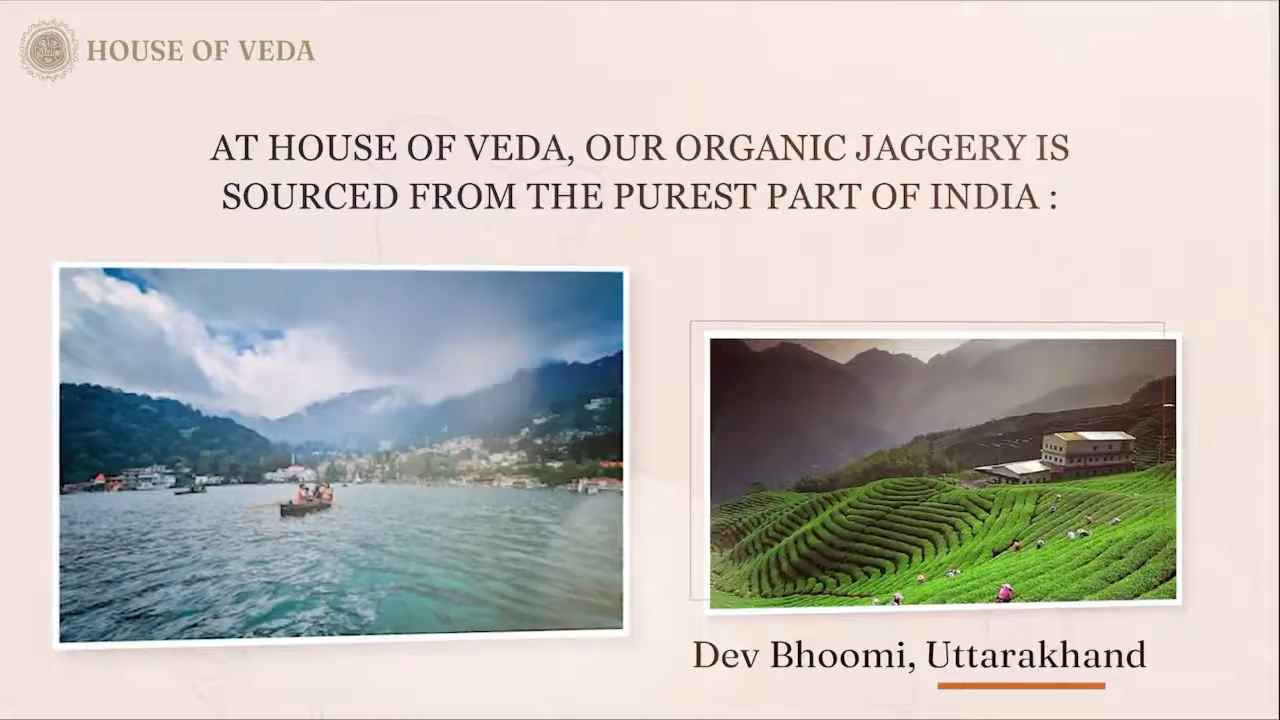 HOUSE OF VEDA
AT HOUSE OF VEDA, OUR ORGANIC JAGGERY IS
SOURCED FROM THE PUREST PART OF INDIA :
Dev Bhoomi, Uttarakhand